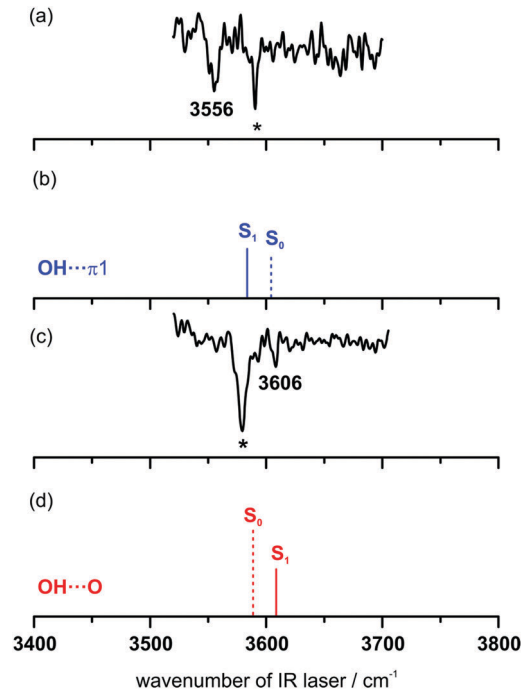 (a)
3556
*
(b)
S₁ S₀
OH⋯π1
(c)
3606
*
(d)
S₀
S₁
OH⋯O
3400 3500 3600 3700 3800
wavenumber of IR laser / cm⁻¹